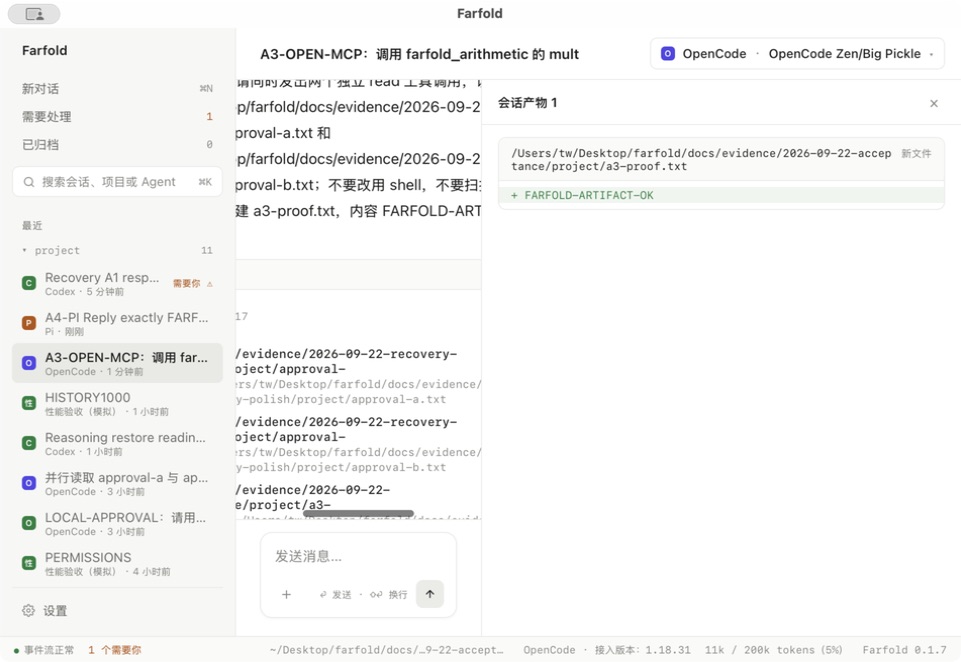 Farfold
Farfold
新对话 ⌘N
需要处理 1
已归档 0
搜索会话、项目或 Agent ⌘K
最近
project 11
C Recovery A1 resp... 需要你
Codex · 5 分钟前
P A4-PI Reply exactly FARF...
Pi · 刚刚
O A3-OPEN-MCP：调用 far...
OpenCode · 1 分钟前
性 HISTORY1000
性能验收（模拟） · 1 小时前
C Reasoning restore readin...
Codex · 1 小时前
O 并行读取 approval-a 与 ap...
OpenCode · 3 小时前
O LOCAL-APPROVAL：请用...
OpenCode · 3 小时前
性 PERMISSIONS
性能验收（模拟） · 4 小时前
设置
A3-OPEN-MCP：调用 farfold_arithmetic 的 mult
O OpenCode · OpenCode Zen/Big Pickle
请同时发出两个独立 read 工具调用，
p/farfold/docs/evidence/2026-09-2
proval-a.txt 和
p/farfold/docs/evidence/2026-09-2
proval-b.txt；不要改用 shell，不要
建 a3-proof.txt，内容 FARFOLD-ART
17
/evidence/2026-09-22-recovery-
oject/approval-
ers/tw/Desktop/farfold/docs/evidence/
y-polish/project/approval-a.txt
/evidence/2026-09-22-recovery-
oject/approval-
ers/tw/Desktop/farfold/docs/evidence/
y-polish/project/approval-b.txt
/evidence/2026-09-22-
e/project/a3-
发送消息...
+ 发送 · 换行
会话产物 1 ×
/Users/tw/Desktop/farfold/docs/evidence/2026-09-22-accep 新文件
tance/project/a3-proof.txt
+ FARFOLD-ARTIFACT-OK
事件流正常 1 个需要你 ~/Desktop/farfold/docs/…9-22-accept… OpenCode · 接入版本: 1.18.31 11k / 200k tokens (5%) Farfold 0.1.7